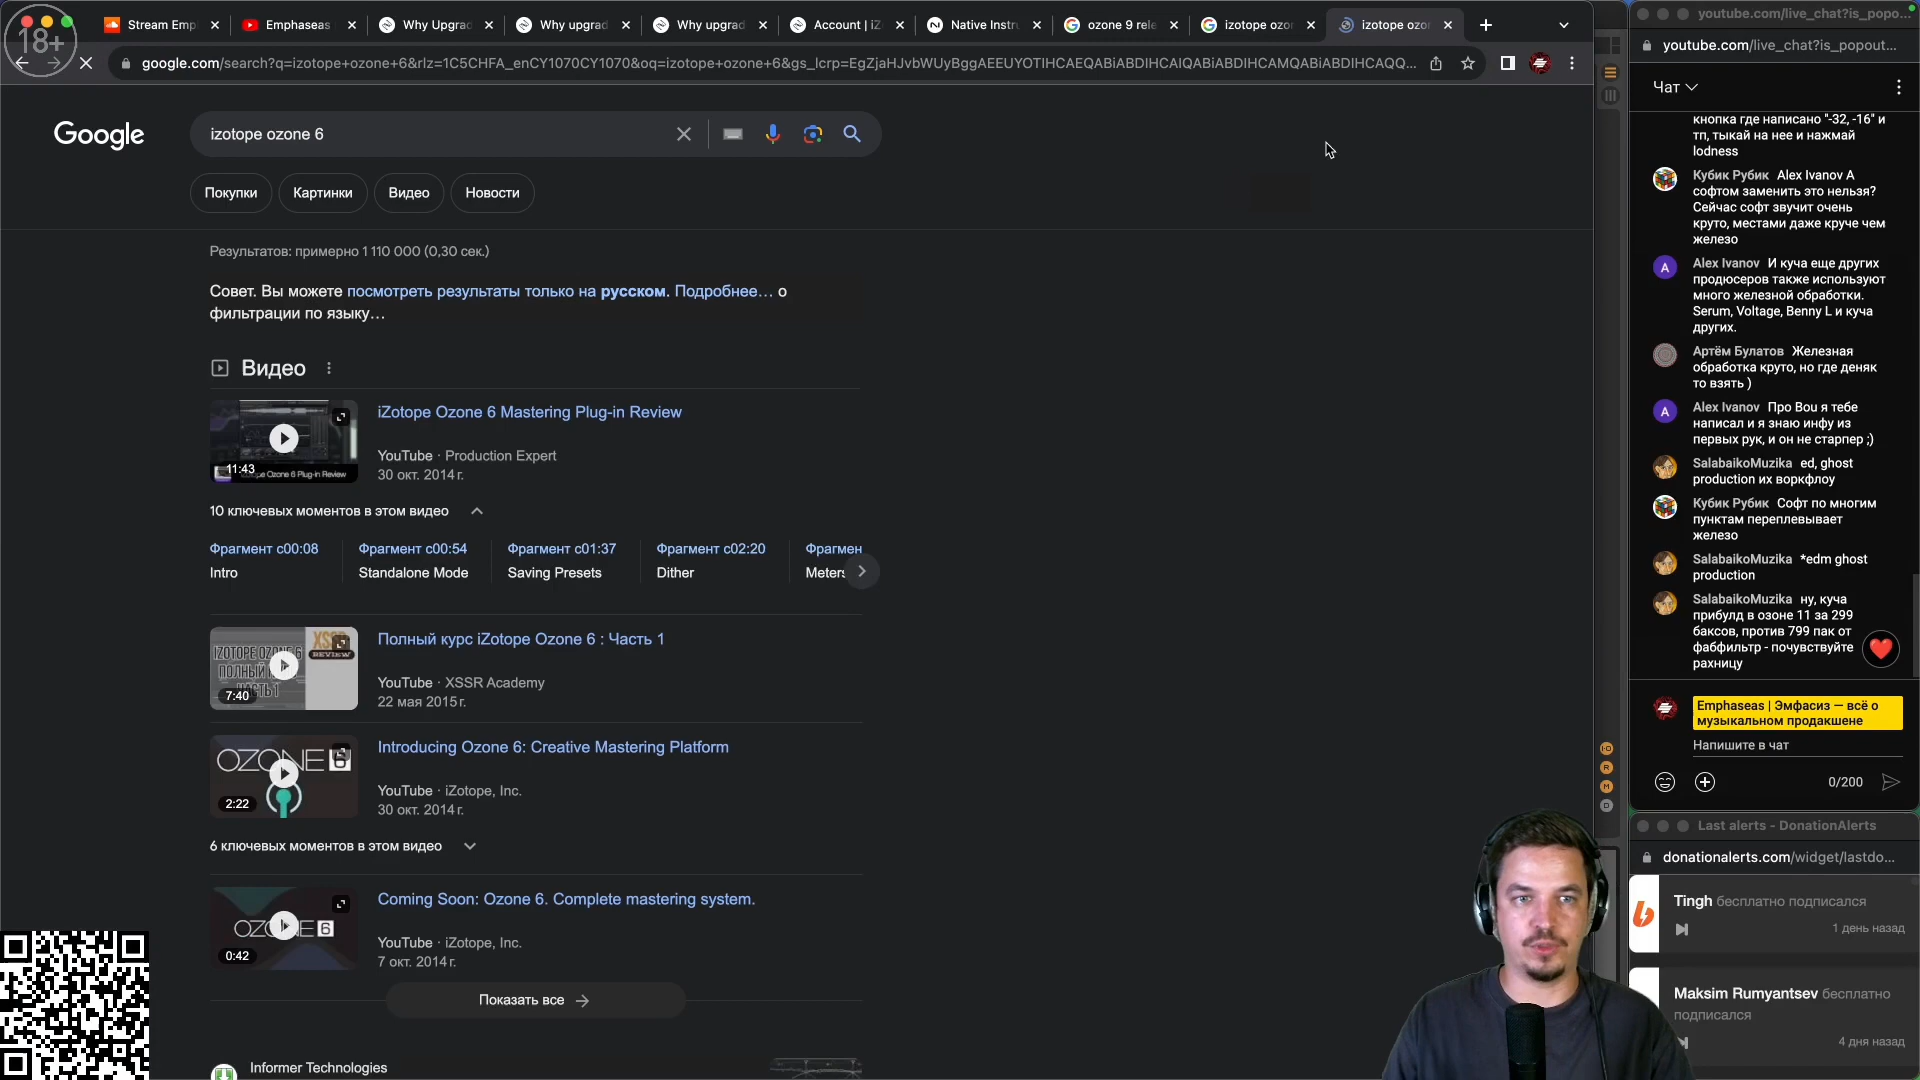 18+
Stream Emp
Emphaseas
Why Upgrad
Why upgrad
Why upgrad
Account | iZ
Native Instru
ozone 9 rele
izotope ozor
izotope ozor
google.com/search?q=izotope+ozone+6&rlz=1C5CHFA_enCY1070CY1070&oq=izotope+ozone+6&gs_lcrp=EgZjaHJvbWUyBggAEEUYOTIHCAEQABiABDIHCAIQABiABDIHCAMQABiABDIHCAQQ...
Google
izotope ozone 6
Покупки
Картинки
Видео
Новости
Результатов: примерно 1 110 000 (0,30 сек.)
Совет. Вы можете посмотреть результаты только на русском. Подробнее… о
фильтрации по языку…
Видео
iZotope Ozone 6 Mastering Plug-in Review
11:43
YouTube · Production Expert
30 окт. 2014 г.
10 ключевых моментов в этом видео
Фрагмент с00:08
Intro
Фрагмент с00:54
Standalone Mode
Фрагмент с01:37
Saving Presets
Фрагмент с02:20
Dither
Фрагмен
Meters
Полный курс iZotope Ozone 6 : Часть 1
7:40
YouTube · XSSR Academy
22 мая 2015 г.
Introducing Ozone 6: Creative Mastering Platform
OZONE 6
2:22
YouTube · iZotope, Inc.
30 окт. 2014 г.
6 ключевых моментов в этом видео
Coming Soon: Ozone 6. Complete mastering system.
0:42
YouTube · iZotope, Inc.
7 окт. 2014 г.
Показать все
Informer Technologies
youtube.com/live_chat?is_popo...
youtube.com/live_chat?is_popout...
Чат
кнопка где написано "-32, -16" и
тп, тыкай на нее и нажмай
lodness
Кубик Рубик Alex Ivanov А
софтом заменить это нельзя?
Сейчас софт звучит очень
круто, местами даже круче чем
железо
Alex Ivanov И куча еще других
продюсеров также используют
много железной обработки.
Serum, Voltage, Benny L и куча
других.
Артём Булатов Железная
обработка круто, но где деняк
то взять )
Alex Ivanov Про Bou я тебе
написал и я знаю инфу из
первых рук, и он не старпер ;)
SalabaikoMuzika ed, ghost
production их воркфлоу
Кубик Рубик Софт по многим
пунктам переплевывает
железо
SalabaikoMuzika *edm ghost
production
SalabaikoMuzika ну, куча
прибулд в озоне 11 за 299
баксов, против 799 пак от
фабфильтр - почувствуйте
рахницу
Emphaseas | Эмфасиз — всё о
музыкальном продакшене
Напишите в чат
0/200
Last alerts - DonationAlerts
donationalerts.com/widget/lastdo...
Tingh бесплатно подписался
1 день назад
Maksim Rumyantsev бесплатно
подписался
4 дня назад